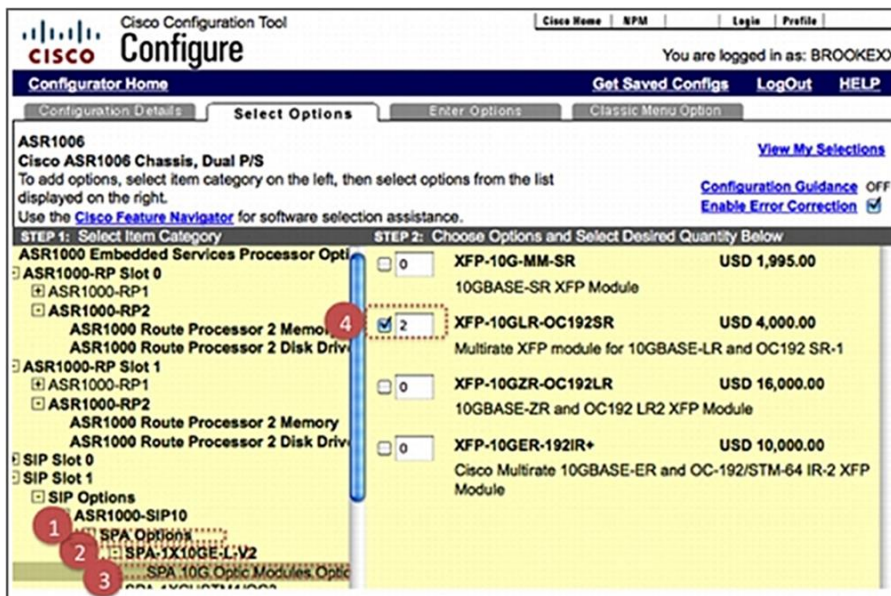 Cisco Configuration Tool
Cisco Home | NPM | Login | Profile
CISCO
Configure
You are logged in as: BROOKEXX
Configurator Home
Get Saved Configs LogOut HELP
Configuration Details Select Options Enter Options Classic Menu Option
ASR1006
Cisco ASR1006 Chassis, Dual P/S
View My Selections
To add options, select item category on the left, then select options from the list
displayed on the right.
Configuration Guidance OFF
Use the Cisco Feature Navigator for software selection assistance.
Enable Error Correction
STEP 1: Select Item Category
ASR1000 Embedded Services Processor Opti
ASR1000-RP Slot 0
ASR1000-RP1
ASR1000-RP2
ASR1000 Route Processor 2 Memo
ASR1000 Route Processor 2 Disk Driv
ASR1000-RP Slot 1
ASR1000-RP1
ASR1000-RP2
ASR1000 Route Processor 2 Memory
ASR1000 Route Processor 2 Disk Driv
SIP Slot 0
SIP Slot 1
SIP Options
ASR1000-SIP10
1 SPA Options
2 SPA-1X10GE-L-V2
3 SPA 10G Optic Modules Optic
STEP 2: Choose Options and Select Desired Quantity Below
0 XFP-10G-MM-SR USD 1,995.00
10GBASE-SR XFP Module
4 2 XFP-10GLR-OC192SR USD 4,000.00
Multirate XFP module for 10GBASE-LR and OC192 SR-1
0 XFP-10GZR-OC192LR USD 16,000.00
10GBASE-ZR and OC192 LR2 XFP Module
0 XFP-10GER-192IR+ USD 10,000.00
Cisco Multirate 10GBASE-ER and OC-192/STM-64 IR-2 XFP
Module